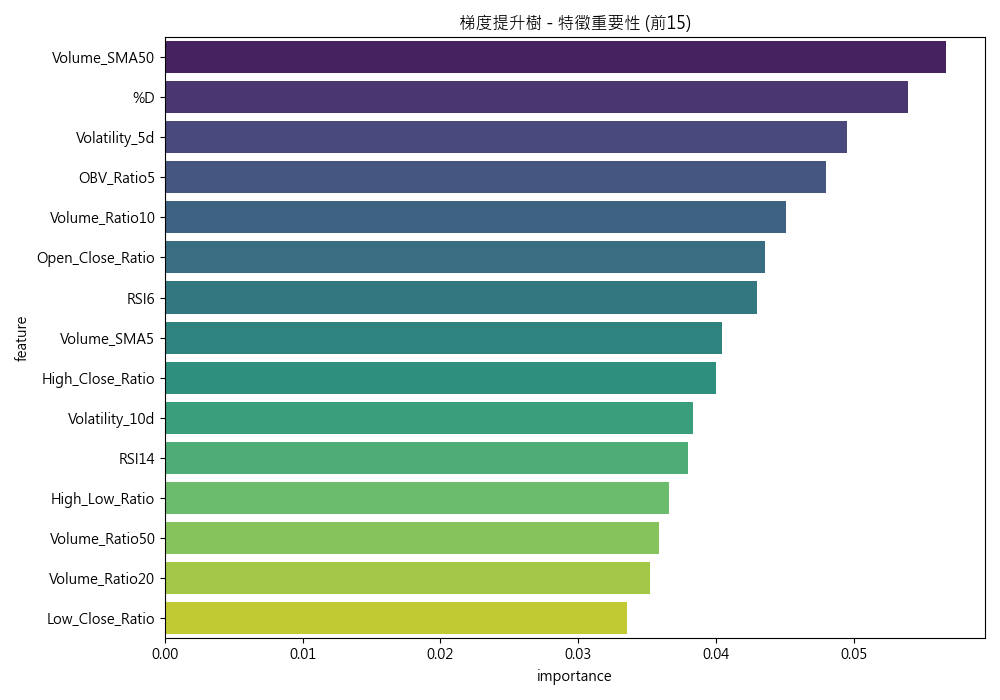 梯度提升樹 - 特徵重要性 (前15)
Volume_SMA50
%D
Volatility_5d
OBV_Ratio5
Volume_Ratio10
Open_Close_Ratio
RSI6
Volume_SMA5
High_Close_Ratio
Volatility_10d
RSI14
High_Low_Ratio
Volume_Ratio50
Volume_Ratio20
Low_Close_Ratio
feature
0.00 0.01 0.02 0.03 0.04 0.05
importance